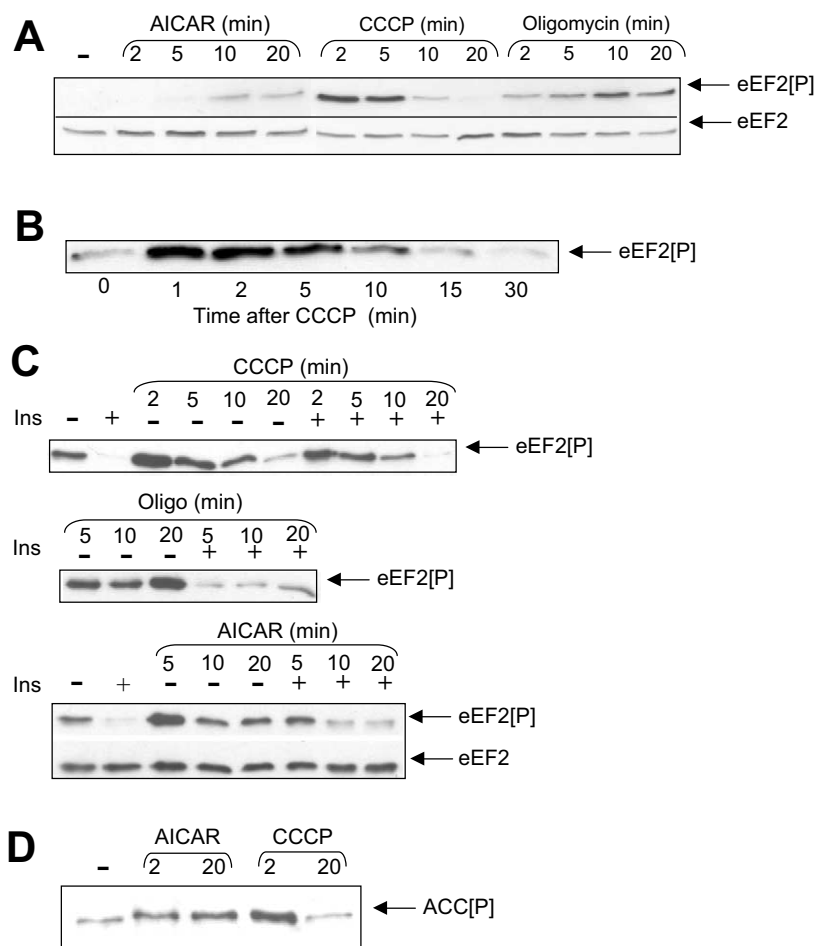 A
AICAR (min) CCCP (min) Oligomycin (min)
– 2 5 10 20 2 5 10 20 2 5 10 20
eEF2[P]
eEF2
B
eEF2[P]
0 1 2 5 10 15 30
Time after CCCP (min)
C
CCCP (min)
2 5 10 20 2 5 10 20
Ins – + – – – – + + + +
eEF2[P]
Oligo (min)
5 10 20 5 10 20
Ins – – – + + +
eEF2[P]
AICAR (min)
5 10 20 5 10 20
Ins – + – – – + + +
eEF2[P]
eEF2
D
AICAR CCCP
– 2 20 2 20
ACC[P]